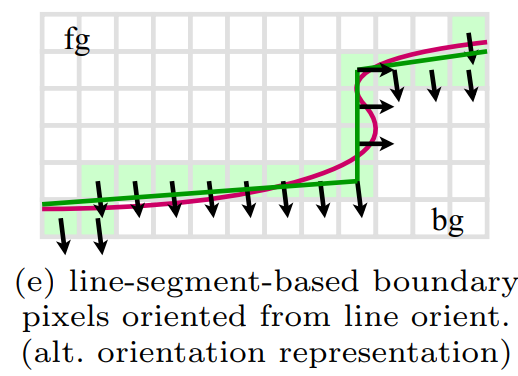 fg
bg
(e) line-segment-based boundary
pixels oriented from line orient.
(alt. orientation representation)